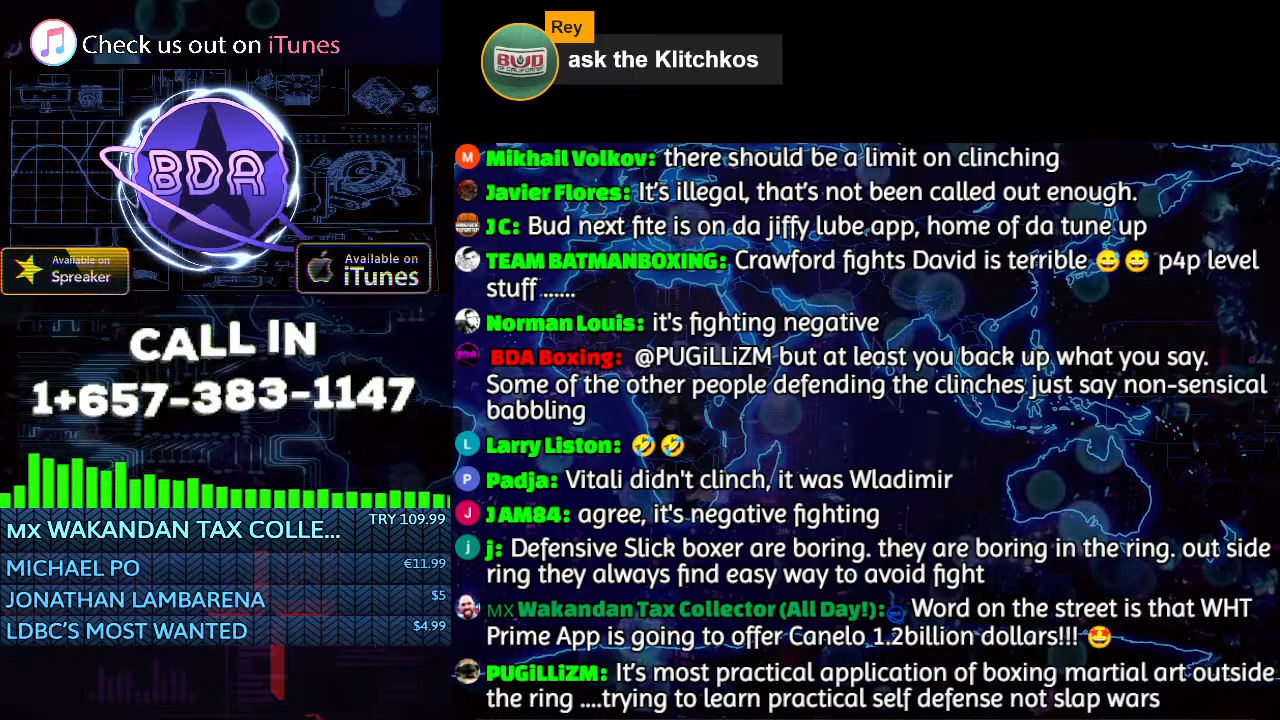 Check us out on iTunes
BDA
Available on
Spreaker
Available on
iTunes
CALL IN
1+657-383-1147
MX WAKANDAN TAX COLLE... TRY 109.99
MICHAEL PO €11.99
JONATHAN LAMBARENA $5
LDBC'S MOST WANTED $4.99
Rey
BUD
ask the Klitchkos
M Mikhail Volkov: there should be a limit on clinching
Javier Flores: It's illegal, that's not been called out enough.
JC: Bud next fite is on da jiffy lube app, home of da tune up
TEAM BATMANBOXING: Crawford fights David is terrible 😅 😅 p4p level
stuff ......
Norman Louis: it's fighting negative
BDA BDA Boxing: @PUGiLLiZM but at least you back up what you say.
Some of the other people defending the clinches just say non-sensical
babbling
L Larry Liston: 🤣 🤣
P Padja: Vitali didn't clinch, it was Wladimir
J JAM84: agree, it's negative fighting
j j: Defensive Slick boxer are boring. they are boring in the ring. out side
ring they always find easy way to avoid fight
MX Wakandan Tax Collector (All Day!): Word on the street is that WHT
Prime App is going to offer Canelo 1.2billion dollars!!! 🤩
PUGiLLiZM: It's most practical application of boxing martial art outside
the ring ....trying to learn practical self defense not slap wars